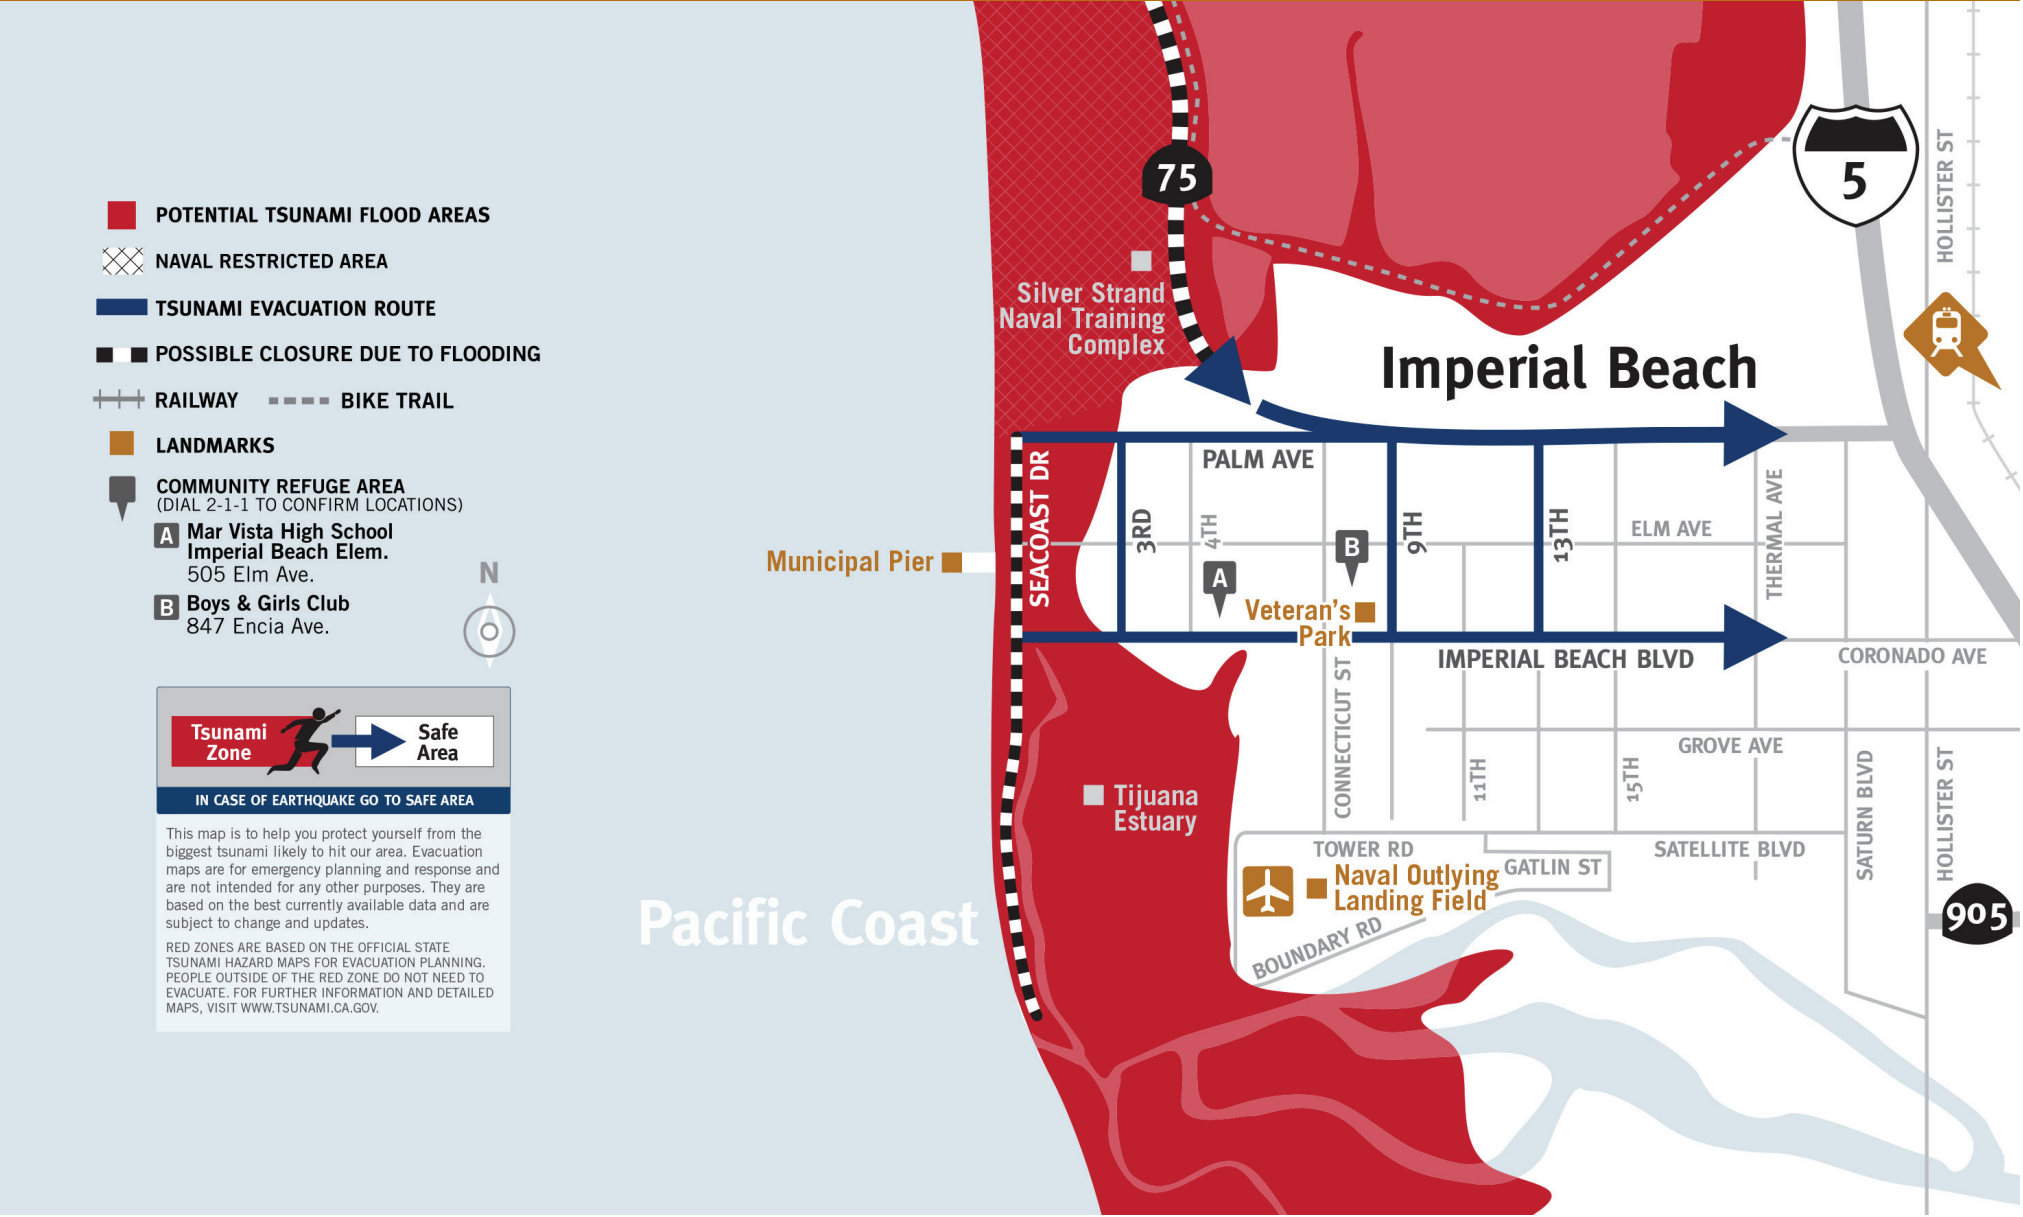 POTENTIAL TSUNAMI FLOOD AREAS
NAVAL RESTRICTED AREA
TSUNAMI EVACUATION ROUTE
POSSIBLE CLOSURE DUE TO FLOODING
RAILWAY
BIKE TRAIL
LANDMARKS
COMMUNITY REFUGE AREA
(DIAL 2-1-1 TO CONFIRM LOCATIONS)
A
Mar Vista High School
Imperial Beach Elem.
505 Elm Ave.
B
Boys & Girls Club
847 Encia Ave.
N
Tsunami
Zone
Safe
Area
IN CASE OF EARTHQUAKE GO TO SAFE AREA
This map is to help you protect yourself from the
biggest tsunami likely to hit our area. Evacuation
maps are for emergency planning and response and
are not intended for any other purposes. They are
based on the best currently available data and are
subject to change and updates.
RED ZONES ARE BASED ON THE OFFICIAL STATE
TSUNAMI HAZARD MAPS FOR EVACUATION PLANNING.
PEOPLE OUTSIDE OF THE RED ZONE DO NOT NEED TO
EVACUATE. FOR FURTHER INFORMATION AND DETAILED
MAPS, VISIT WWW.TSUNAMI.CA.GOV.
Pacific Coast
Municipal Pier
75
5
HOLLISTER ST
Silver Strand
Naval Training
Complex
Imperial Beach
PALM AVE
SEACOAST DR
3RD
4TH
9TH
13TH
ELM AVE
THERMAL AVE
A
B
Veteran's
Park
IMPERIAL BEACH BLVD
CORONADO AVE
CONNECTICUT ST
GROVE AVE
11TH
15TH
SATURN BLVD
HOLLISTER ST
Tijuana
Estuary
TOWER RD
GATLIN ST
SATELLITE BLVD
Naval Outlying
Landing Field
BOUNDARY RD
905